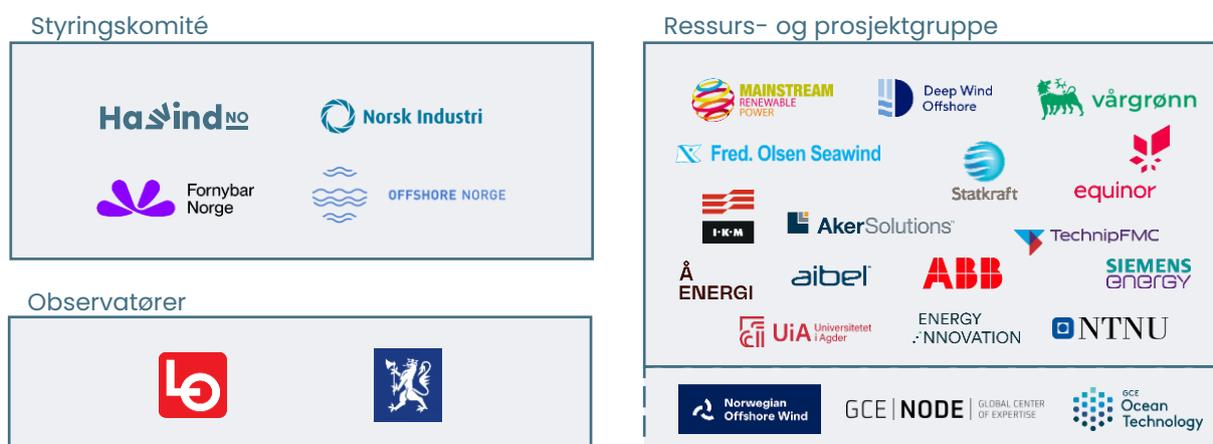 Styringskomité
HaVindNO
Norsk Industri
Fornybar
Norge
OFFSHORE NORGE
Observatører
LO
Ressurs- og prosjektgruppe
MAINSTREAM
RENEWABLE
POWER
Deep Wind
Offshore
vårgrønn
Fred. Olsen Seawind
Statkraft
equinor
I·K·M
AkerSolutions
TechnipFMC
Å
ENERGI
aibel
ABB
SIEMENS
energy
UiA Universitetet
i Agder
ENERGY
INNOVATION
NTNU
Norwegian
Offshore Wind
GCE | NODE | GLOBAL CENTER
OF EXPERTISE
GCE
Ocean
Technology